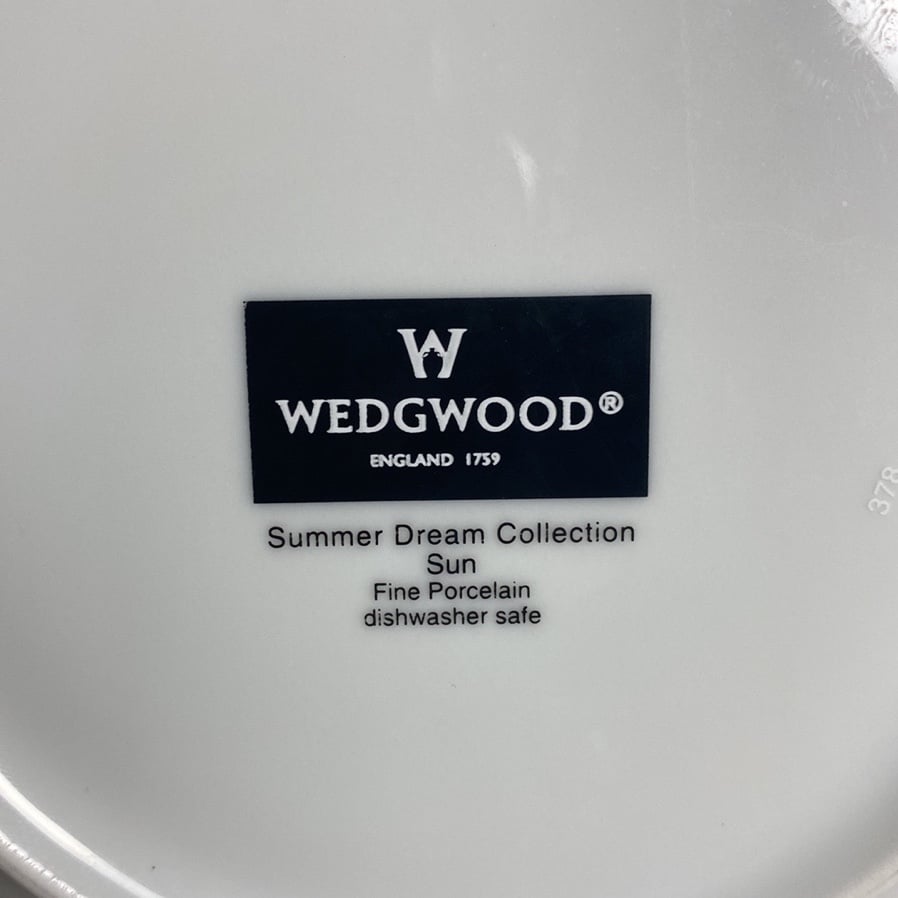 W
WEDGWOOD®
ENGLAND 1759
Summer Dream Collection
Sun
Fine Porcelain
dishwasher safe
378